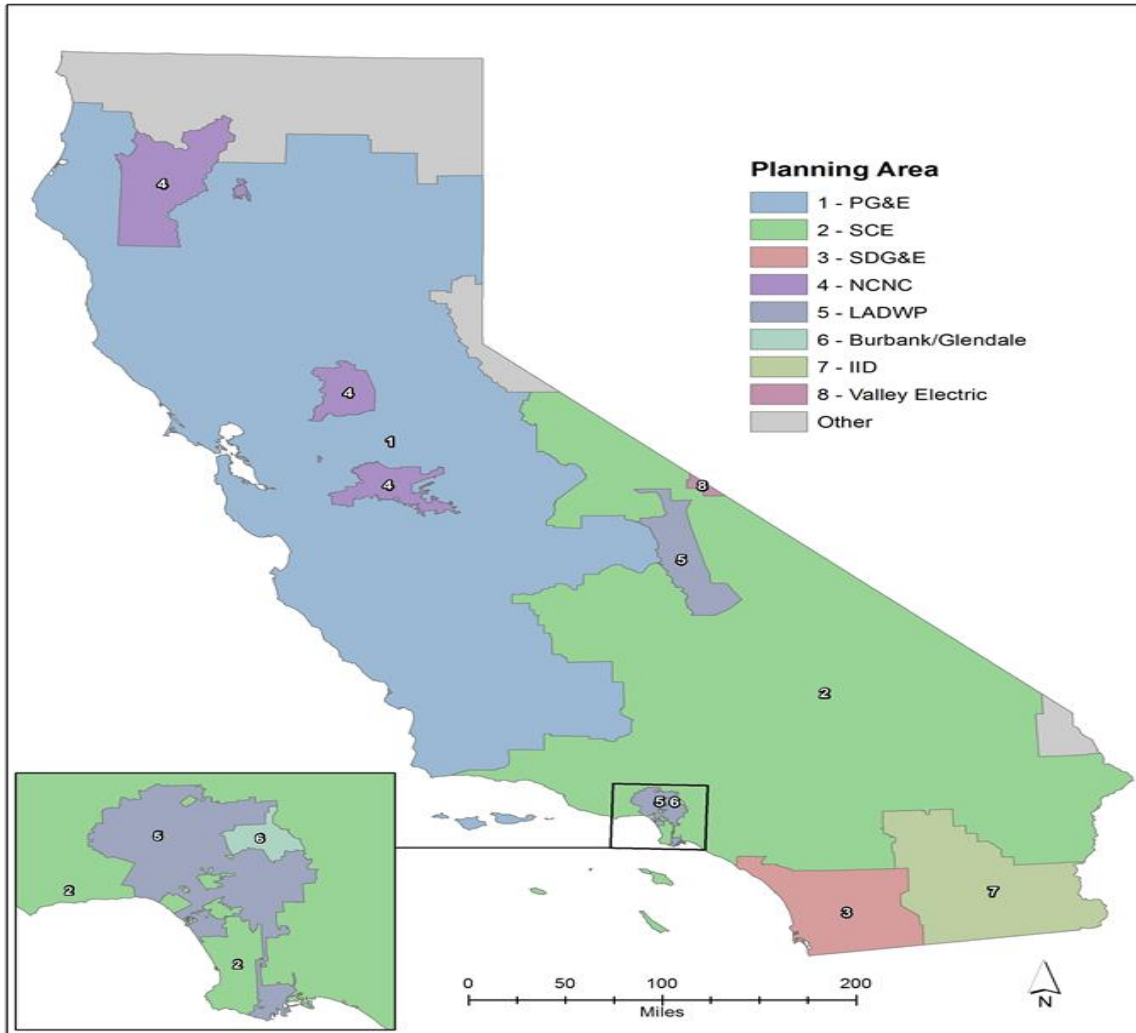 Planning Area
1 - PG&E
2 - SCE
3 - SDG&E
4 - NCNC
5 - LADWP
6 - Burbank/Glendale
7 - IID
8 - Valley Electric
Other
4
4
1
4
8
5
2
5 6
7
3
5
6
2
2
0 50 100 200
Miles
N